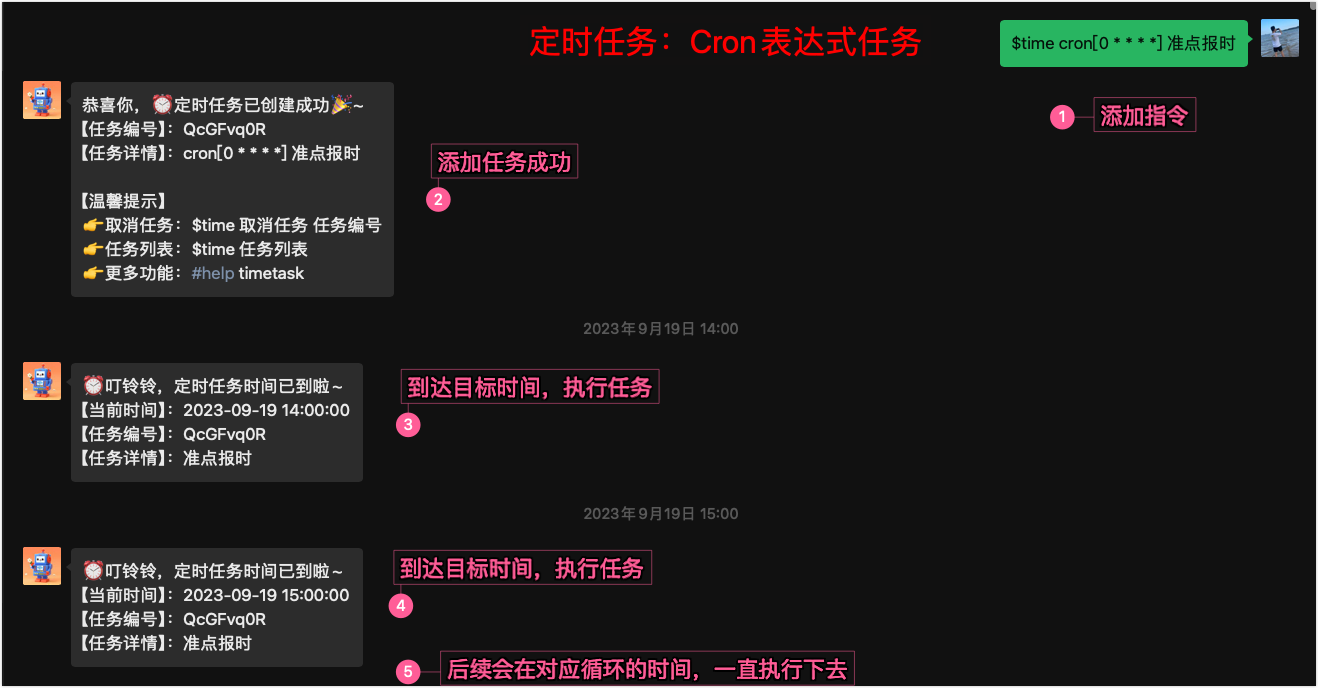 定时任务：Cron表达式任务
$time cron[0 * * * *] 准点报时
1 添加指令
恭喜你，⏰定时任务已创建成功🎉~
【任务编号】：QcGFvq0R
【任务详情】：cron[0 * * * *] 准点报时
添加任务成功
2
【温馨提示】
👉取消任务：$time 取消任务 任务编号
👉任务列表：$time 任务列表
👉更多功能：#help timetask
2023年9月19日 14:00
⏰叮铃铃，定时任务时间已到啦~
【当前时间】：2023-09-19 14:00:00
【任务编号】：QcGFvq0R
【任务详情】：准点报时
到达目标时间，执行任务
3
2023年9月19日 15:00
⏰叮铃铃，定时任务时间已到啦~
【当前时间】：2023-09-19 15:00:00
【任务编号】：QcGFvq0R
【任务详情】：准点报时
到达目标时间，执行任务
4
5 后续会在对应循环的时间，一直执行下去